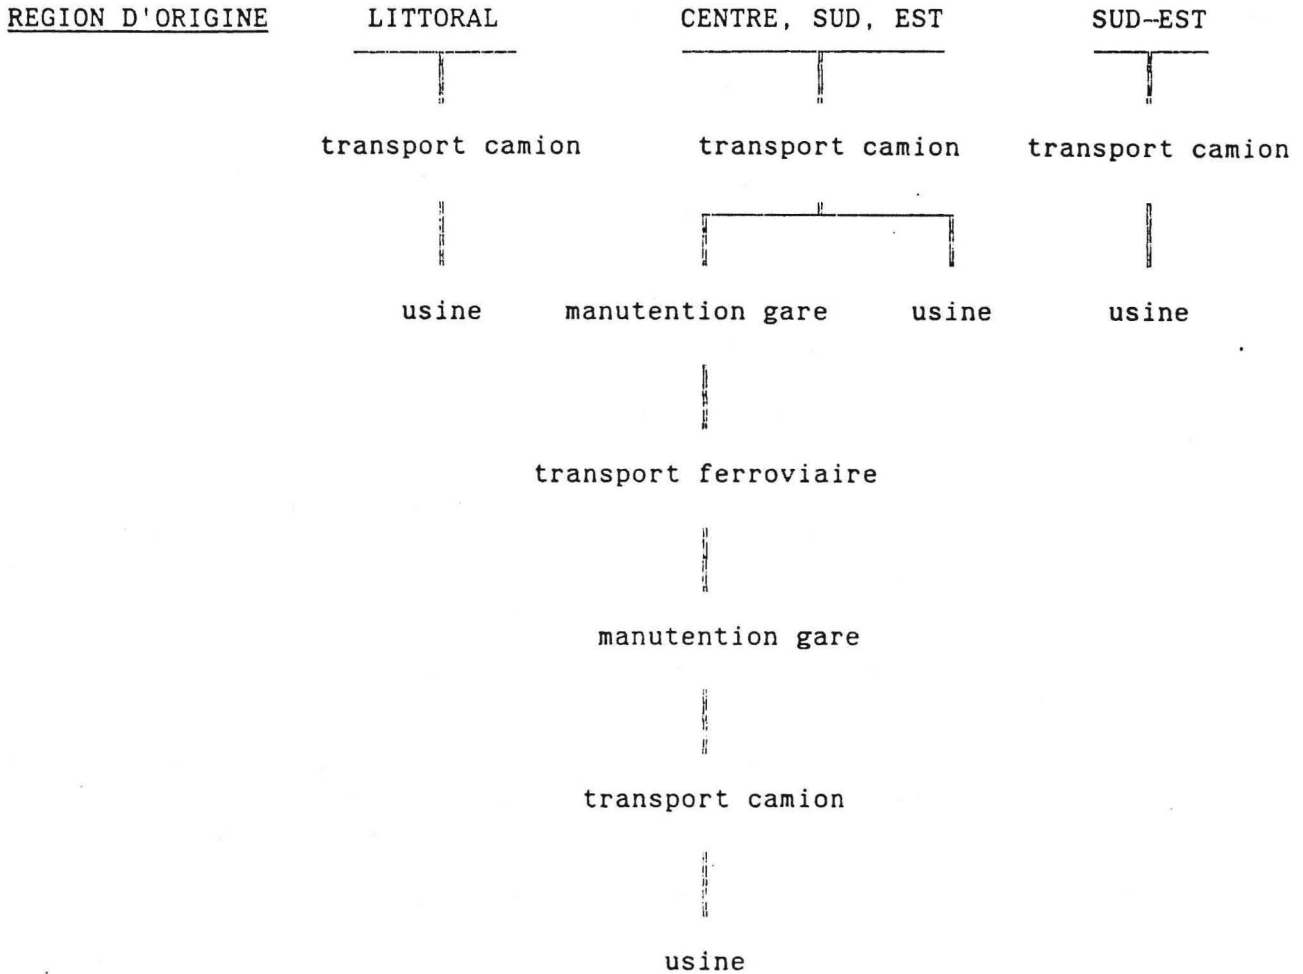 REGION D'ORIGINE LITTORAL CENTRE, SUD, EST SUD-EST
transport camion transport camion transport camion
usine manutention gare usine usine
transport ferroviaire
manutention gare
transport camion
usine